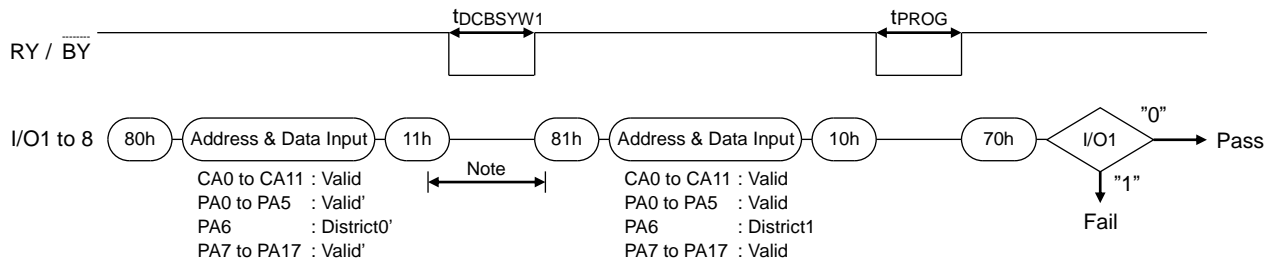 tDCBSYW1
tPROG
RY / BY
I/O1 to 8
80h
Address & Data Input
11h
81h
Address & Data Input
10h
70h
I/O1
"0"
Pass
"1"
Fail
Note
CA0 to CA11 : Valid
PA0 to PA5 : Valid’
PA6 : District0’
PA7 to PA17 : Valid’
CA0 to CA11 : Valid
PA0 to PA5 : Valid
PA6 : District1
PA7 to PA17 : Valid